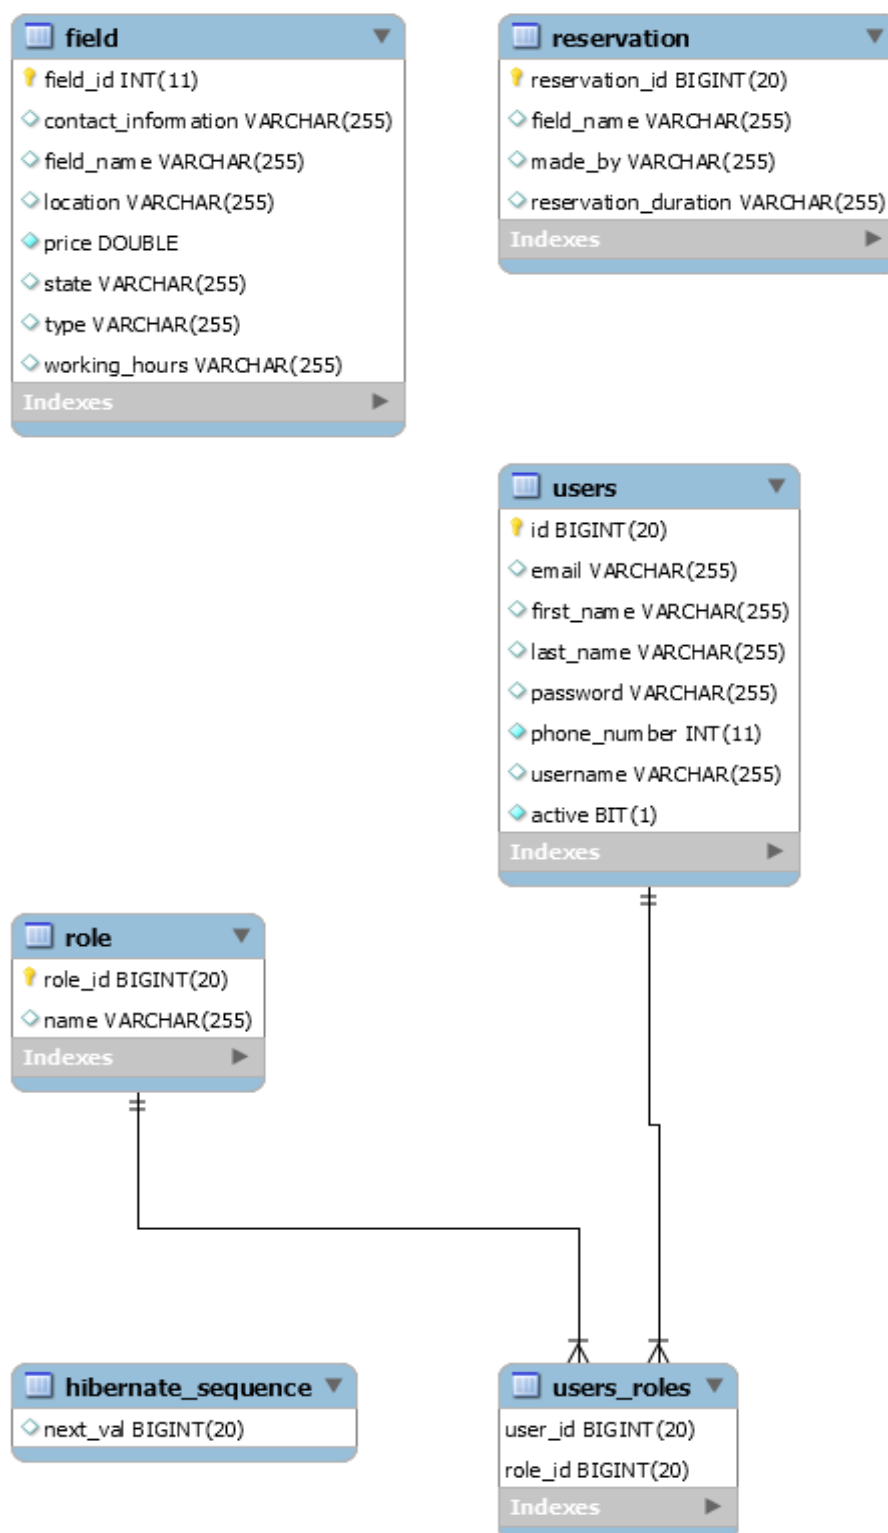 field
field_id INT(11)
contact_information VARCHAR(255)
field_name VARCHAR(255)
location VARCHAR(255)
price DOUBLE
state VARCHAR(255)
type VARCHAR(255)
working_hours VARCHAR(255)
Indexes
reservation
reservation_id BIGINT(20)
field_name VARCHAR(255)
made_by VARCHAR(255)
reservation_duration VARCHAR(255)
Indexes
users
id BIGINT(20)
email VARCHAR(255)
first_name VARCHAR(255)
last_name VARCHAR(255)
password VARCHAR(255)
phone_number INT(11)
username VARCHAR(255)
active BIT(1)
Indexes
role
role_id BIGINT(20)
name VARCHAR(255)
Indexes
hibernate_sequence
next_val BIGINT(20)
users_roles
user_id BIGINT(20)
role_id BIGINT(20)
Indexes